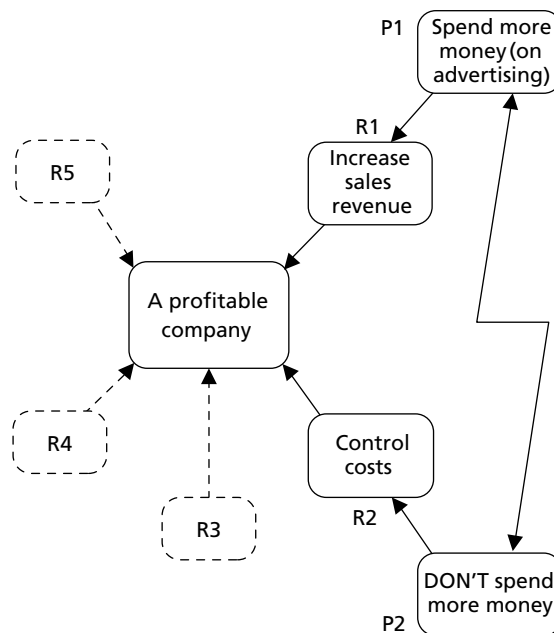 P1
Spend more
money (on
advertising)
R1
Increase
sales
revenue
R5
A profitable
company
R4
R3
Control
costs
R2
DON'T spend
more money
P2